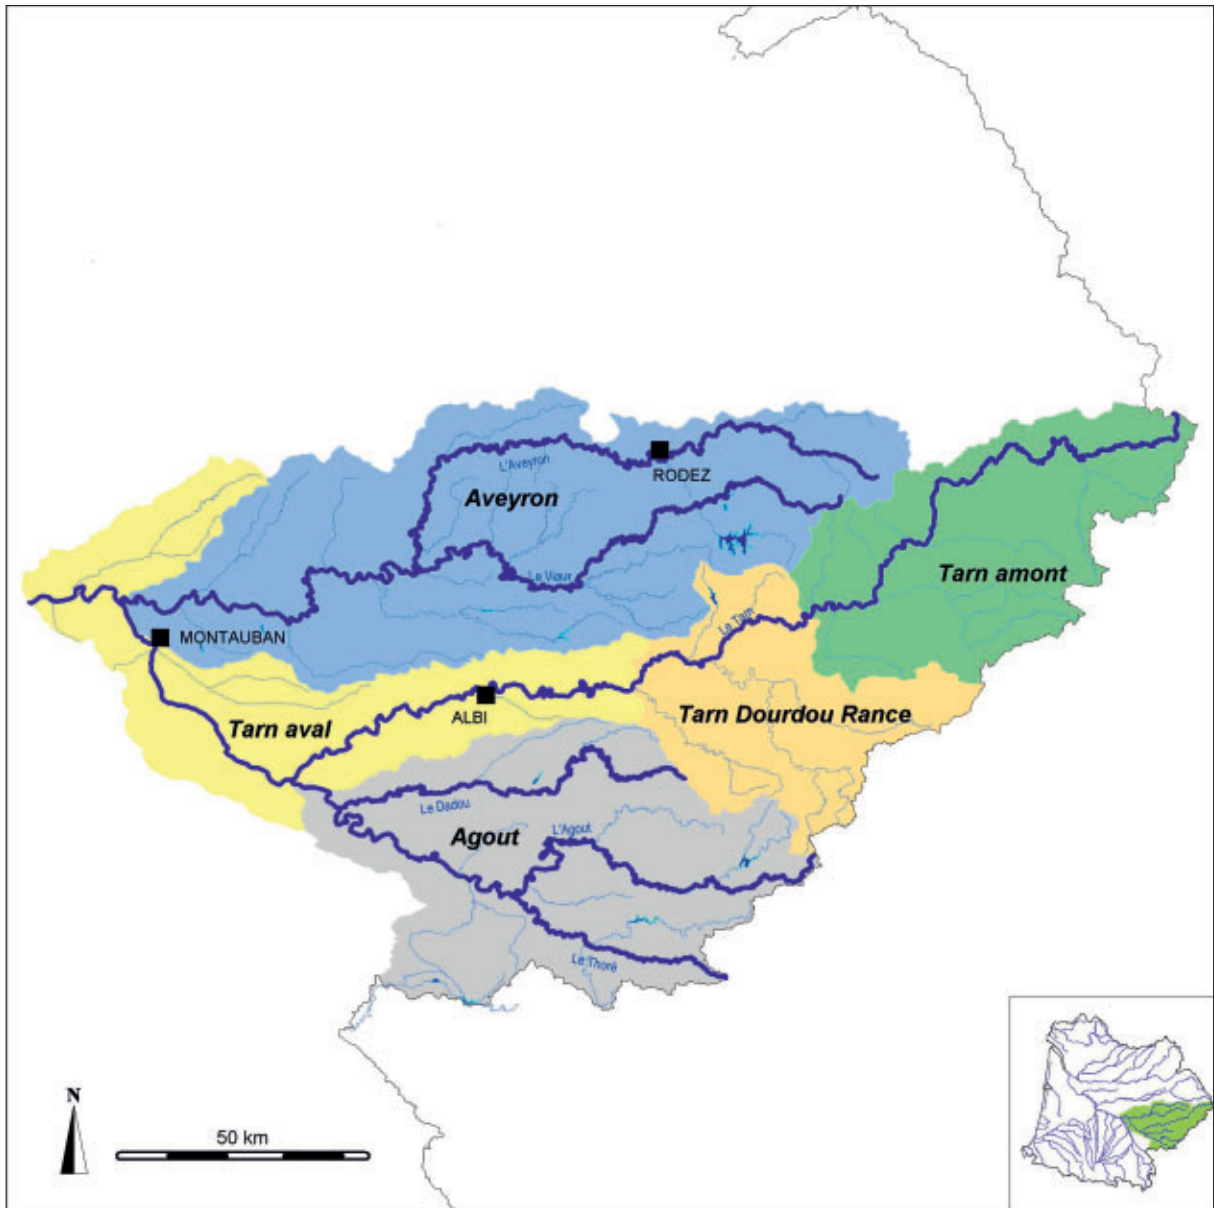 L'Aveyron
RODEZ
Aveyron
Le Viaur
Tarn amont
Le Tarn
MONTAUBAN
Tarn aval
ALBI
Tarn Dourdou Rance
Le Dadou
L'Agout
Agout
Le Thoré
N
50 km